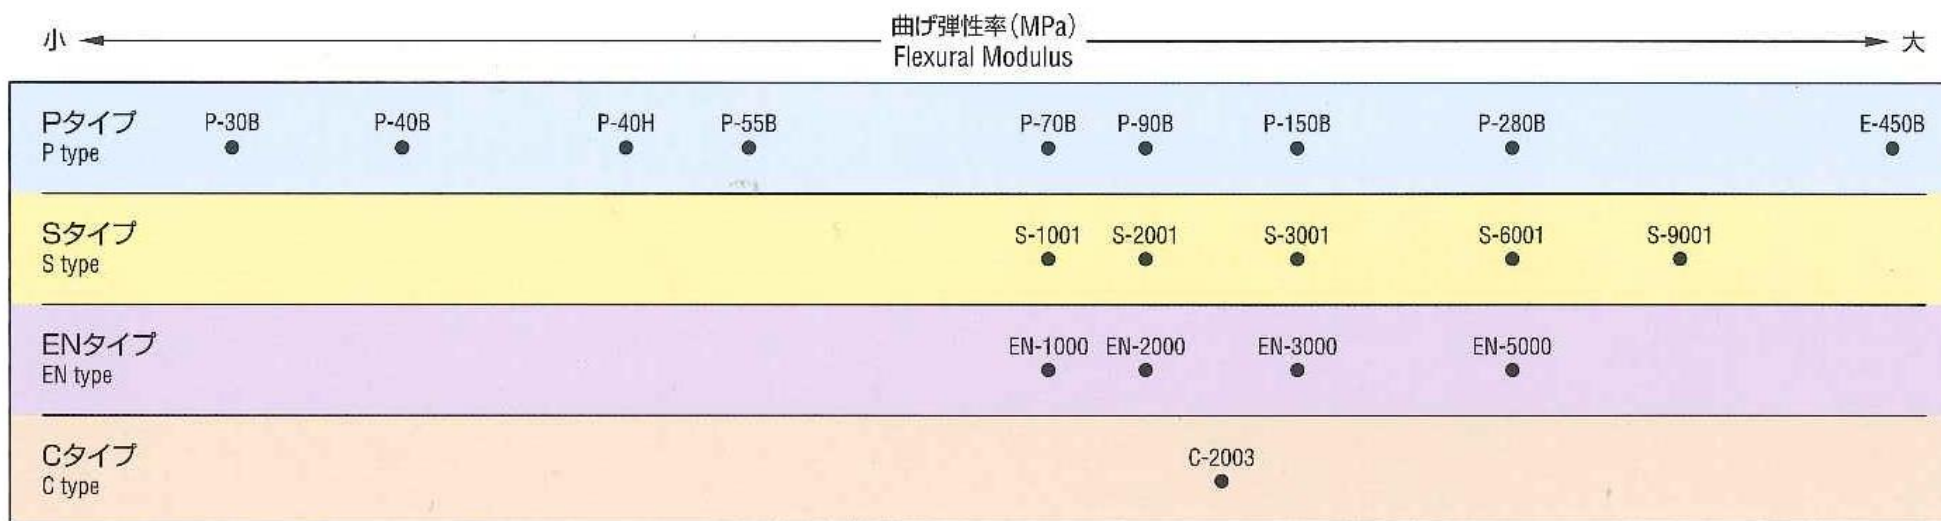 曲げ弾性率(MPa)
小 大
Flexural Modulus
Pタイプ P-30B P-40B P-40H P-55B P-70B P-90B P-150B P-280B E-450B
P type
Sタイプ S-1001 S-2001 S-3001 S-6001 S-9001
S type
ENタイプ EN-1000 EN-2000 EN-3000 EN-5000
EN type
Cタイプ C-2003
C type